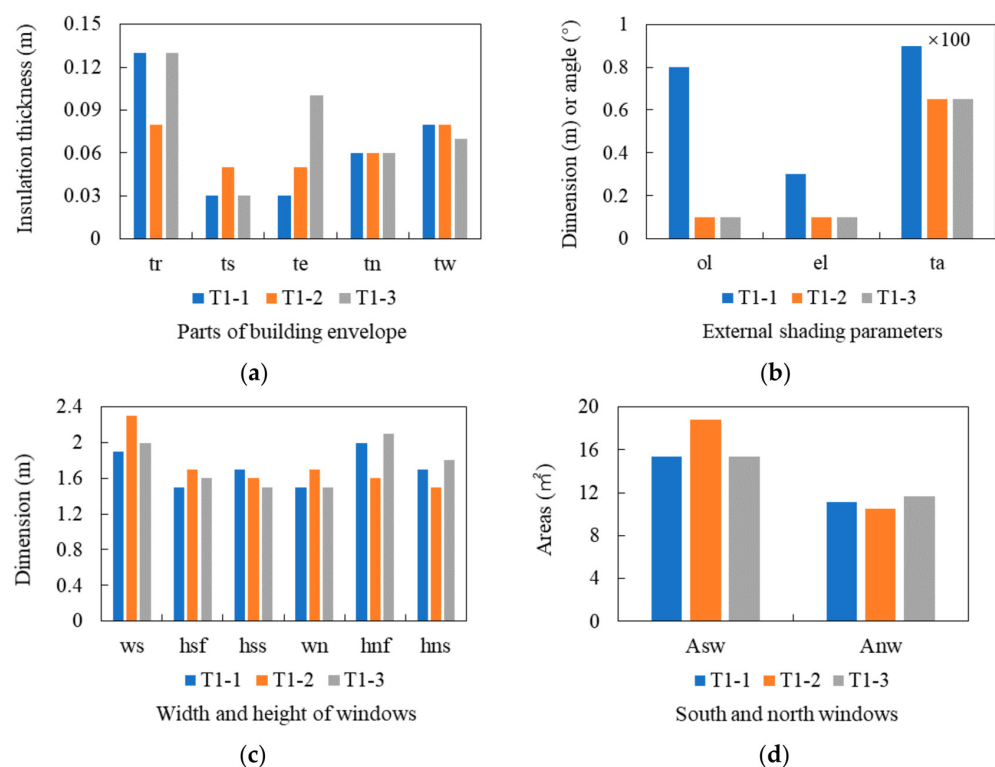 Insulation thickness (m)
0.15
0.12
0.09
0.06
0.03
0
tr ts te tn tw
T1-1 T1-2 T1-3
Parts of building envelope
(a)
Dimension (m) or angle (°)
1
0.8
0.6
0.4
0.2
0
×100
ol el ta
T1-1 T1-2 T1-3
External shading parameters
(b)
Dimension (m)
2.4
2
1.6
1.2
0.8
0.4
0
ws hsf hss wn hnf hns
T1-1 T1-2 T1-3
Width and height of windows
(c)
Areas (㎡)
20
16
12
8
4
0
Asw Anw
T1-1 T1-2 T1-3
South and north windows
(d)